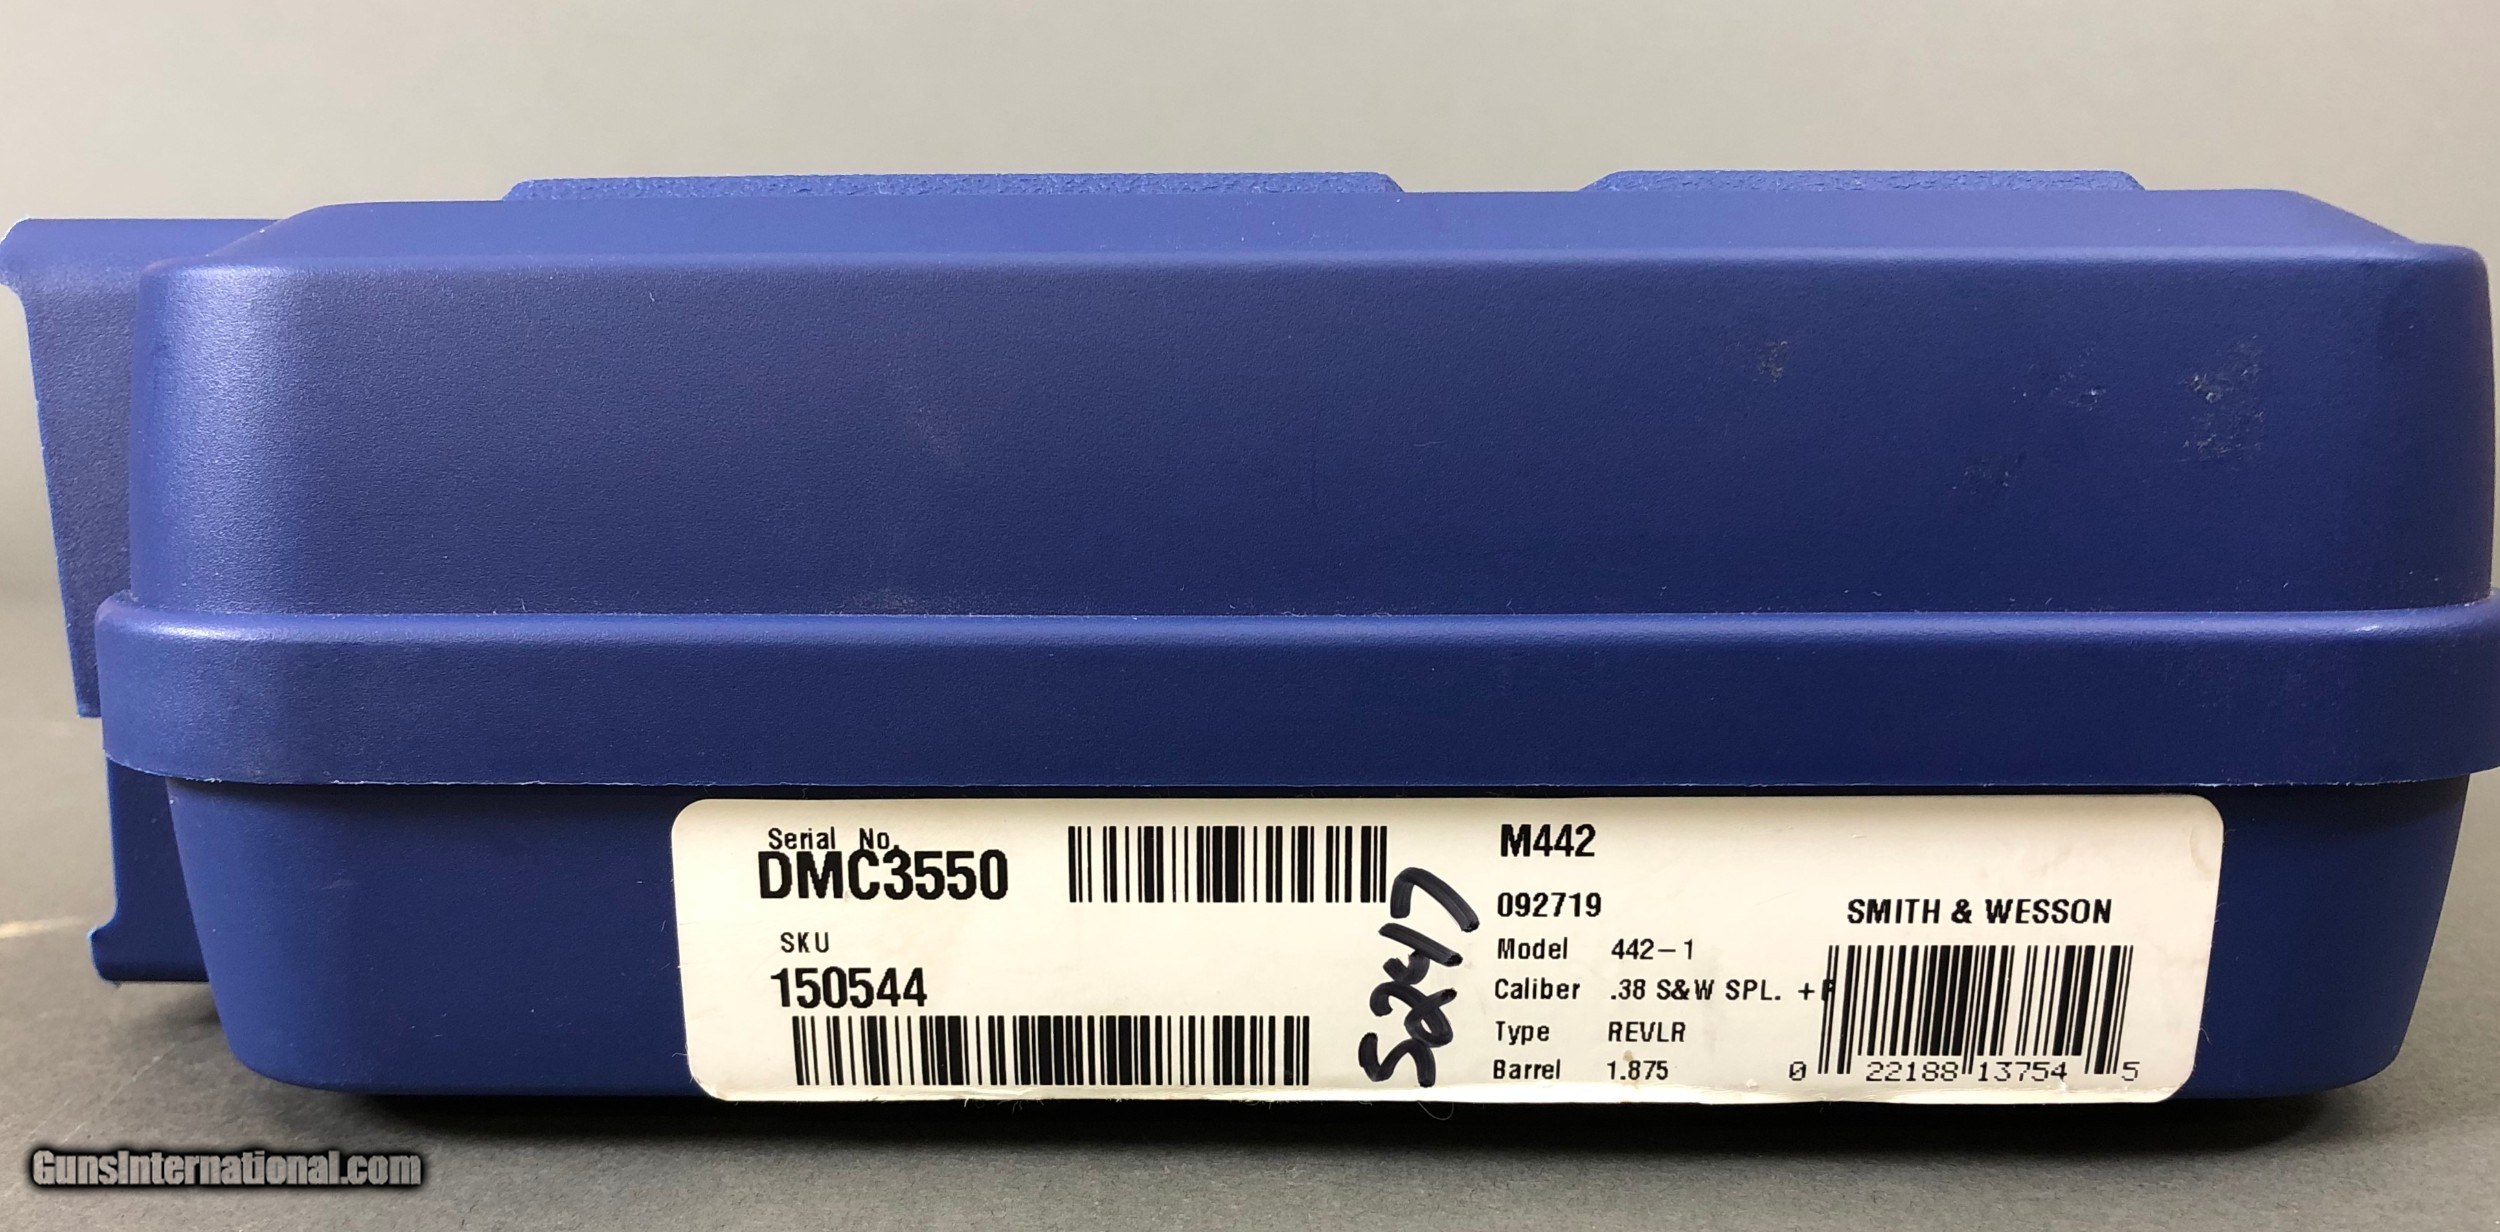 Serial No.
DMC3550
SKU
150544
5247
M442
092719
Model 442-1
Caliber .38 S&W SPL. +P
Type REVLR
Barrel 1.875
SMITH & WESSON
0 22188 13754 5
GunsInternational.com